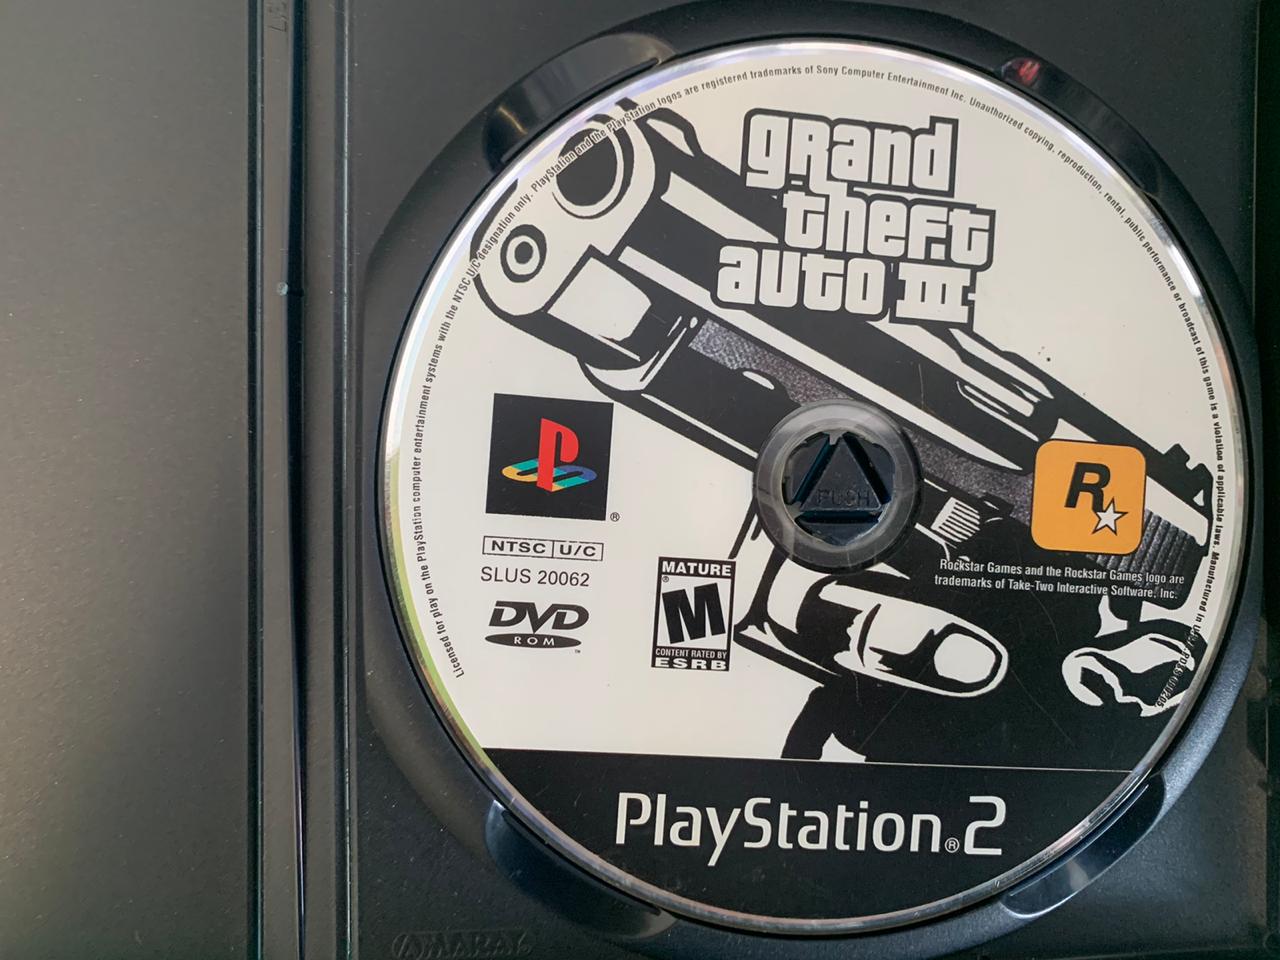 Licensed for play on the PlayStation computer entertainment systems with the NTSC U/C designation only. PlayStation and the PlayStation logos are registered trademarks of Sony Computer Entertainment Inc. Unauthorized copying, reproduction, rental, public performance or broadcast of this game is a violation of applicable laws. Manufactured in U.S.A.
grand
theft
auto III
®
NTSC U/C
SLUS 20062
DVD
ROM
™
MATURE
M
®
CONTENT RATED BY
ESRB
PUSH
R
Rockstar Games and the Rockstar Games logo are
trademarks of Take-Two Interactive Software, Inc.
PlayStation®2
AMARAY